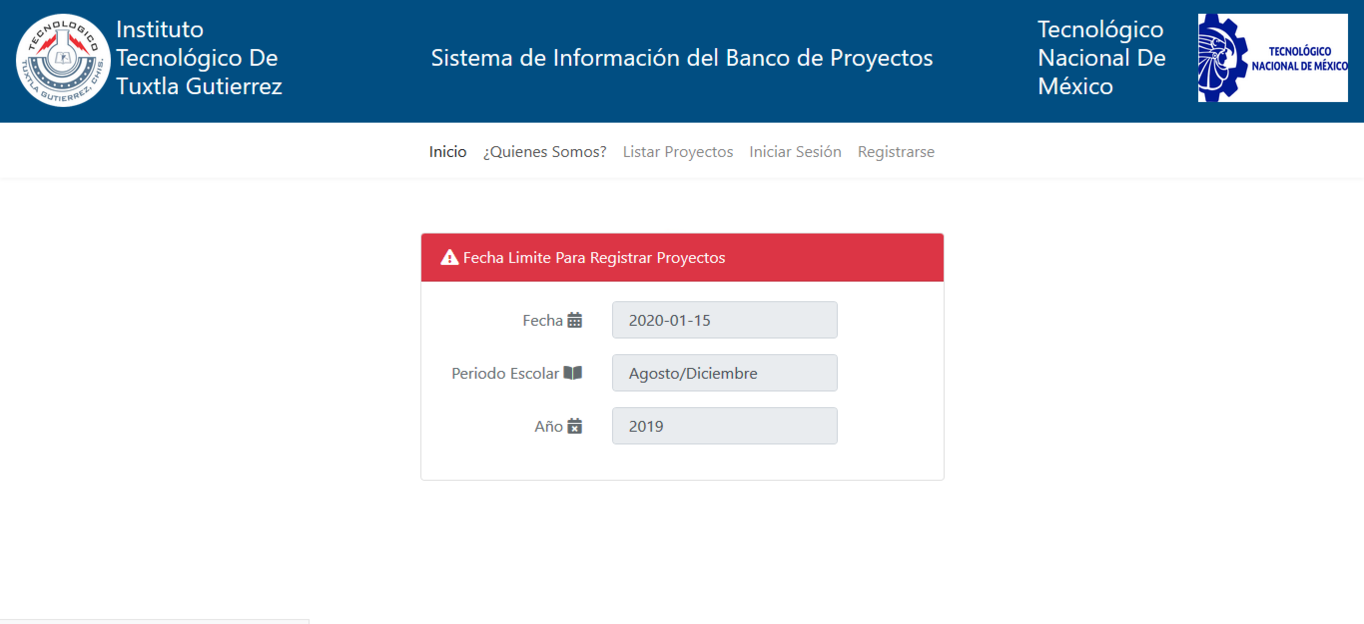 TECNOLOGICO
TUXTLA GUTIERREZ, CHIS.
Instituto
Tecnológico De
Tuxtla Gutierrez
Sistema de Información del Banco de Proyectos
Tecnológico
Nacional De
México
TECNOLÓGICO
NACIONAL DE MÉXICO
Inicio ¿Quienes Somos? Listar Proyectos Iniciar Sesión Registrarse
Fecha Limite Para Registrar Proyectos
Fecha 2020-01-15
Periodo Escolar Agosto/Diciembre
Año 2019